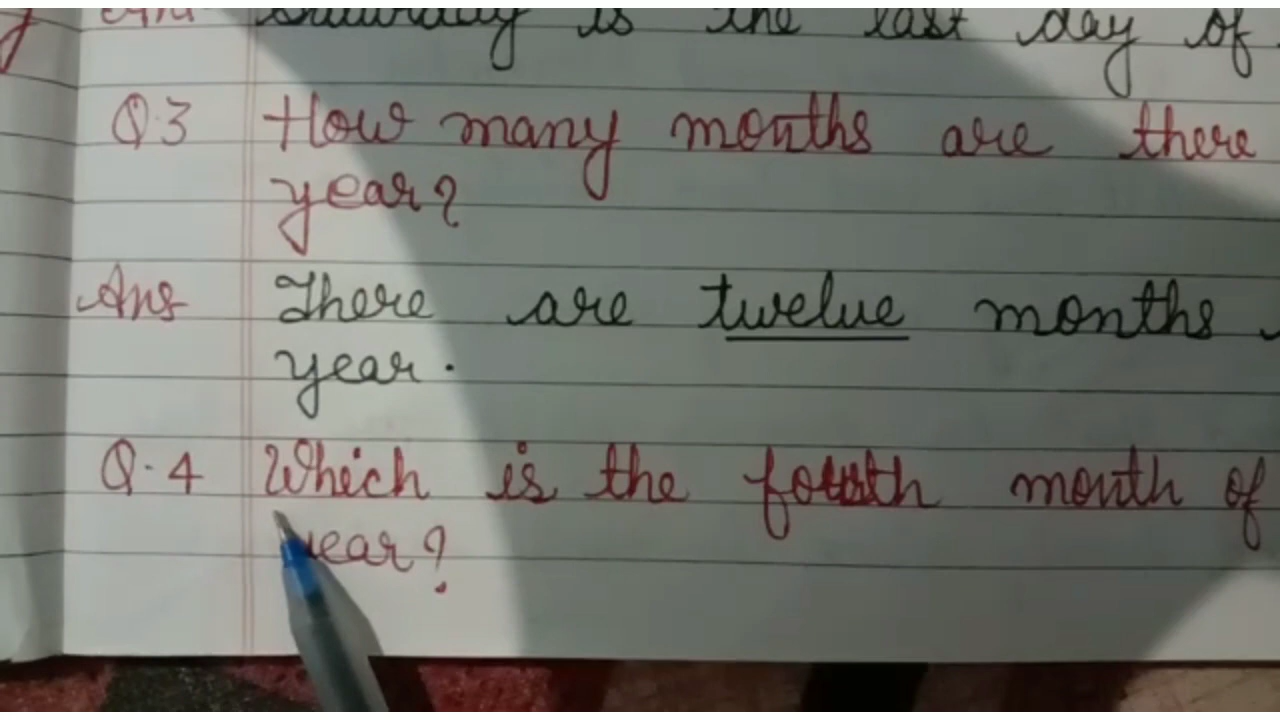 Saturday is the last day of
Q.3 How many months are there
year?
Ans There are twelve months
year.
Q.4 Which is the fourth month of
year?